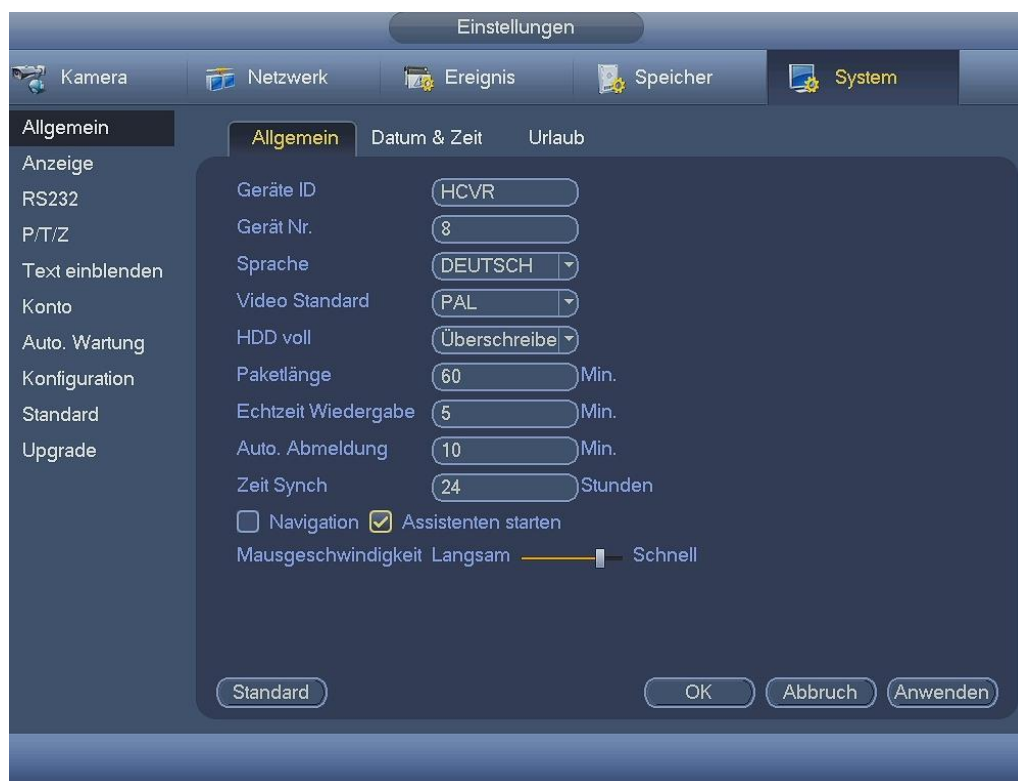 Einstellungen
Kamera
Netzwerk
Ereignis
Speicher
System
Allgemein
Anzeige
RS232
P/T/Z
Text einblenden
Konto
Auto. Wartung
Konfiguration
Standard
Upgrade
Allgemein Datum & Zeit Urlaub
Geräte ID HCVR
Gerät Nr. 8
Sprache DEUTSCH
Video Standard PAL
HDD voll Überschreibe
Paketlänge 60 Min.
Echtzeit Wiedergabe 5 Min.
Auto. Abmeldung 10 Min.
Zeit Synch 24 Stunden
Navigation Assistenten starten
Mausgeschwindigkeit Langsam Schnell
Standard OK Abbruch Anwenden